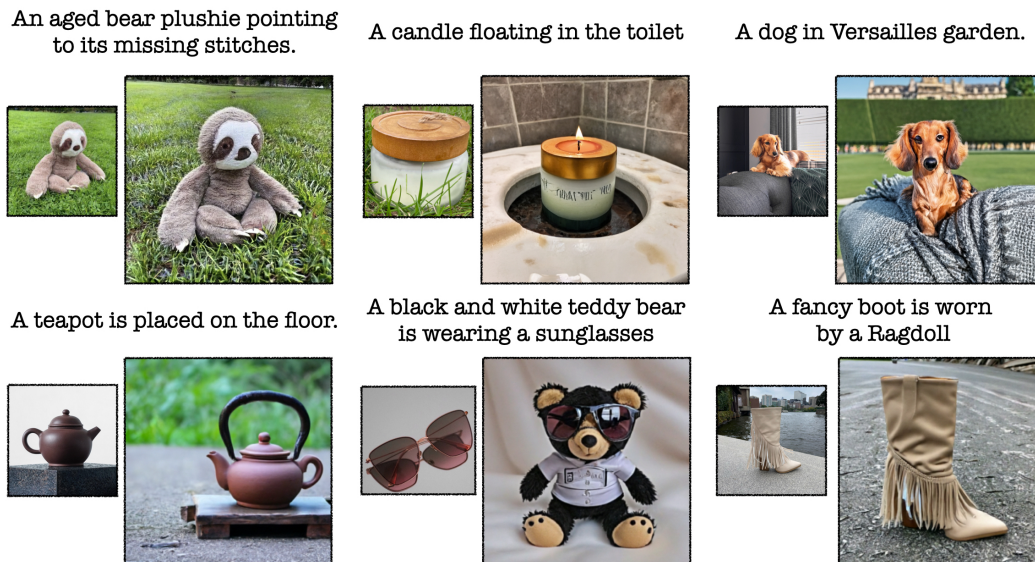 An aged bear plushie pointing
to its missing stitches.
A candle floating in the toilet
A dog in Versailles garden.
A teapot is placed on the floor.
A black and white teddy bear
is wearing a sunglasses
A fancy boot is worn
by a Ragdoll